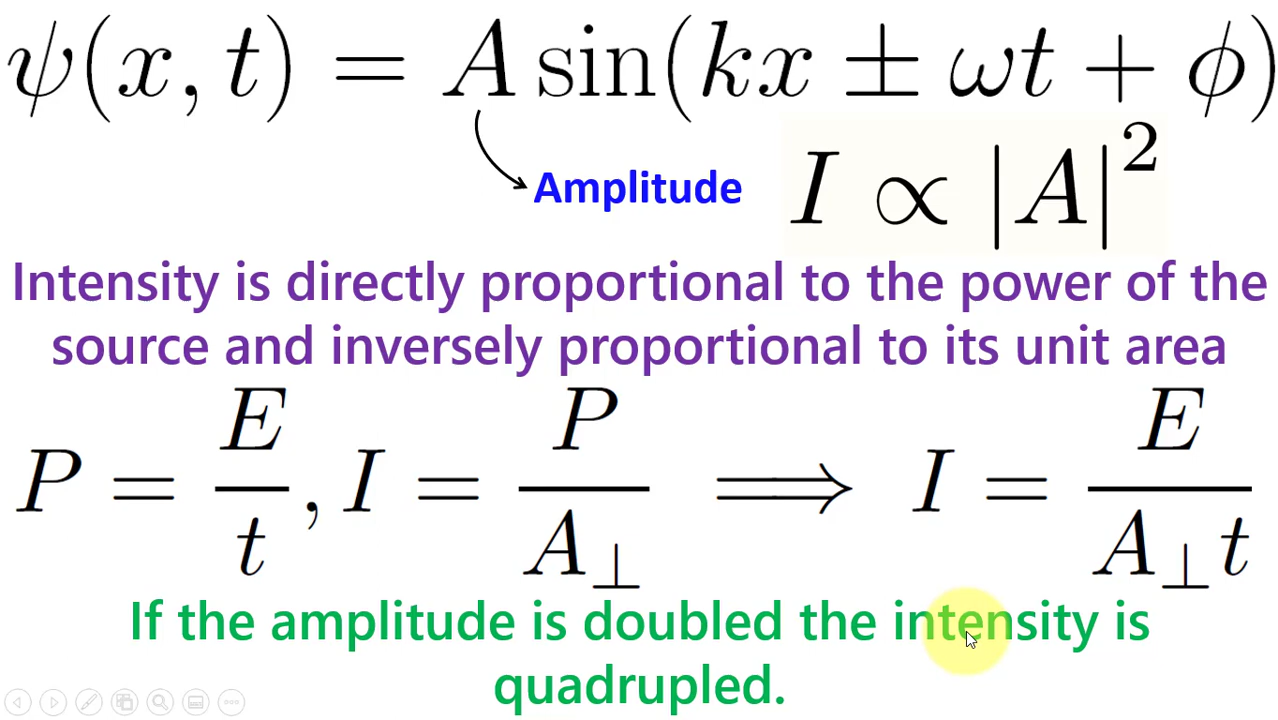 ψ(x, t) = A sin(kx ± ωt + ϕ)
Amplitude
I ∝ |A|²
Intensity is directly proportional to the power of the
source and inversely proportional to its unit area
P = E/t , I = P/A⊥ ⟹ I = E/A⊥t
If the amplitude is doubled the intensity is
quadrupled.